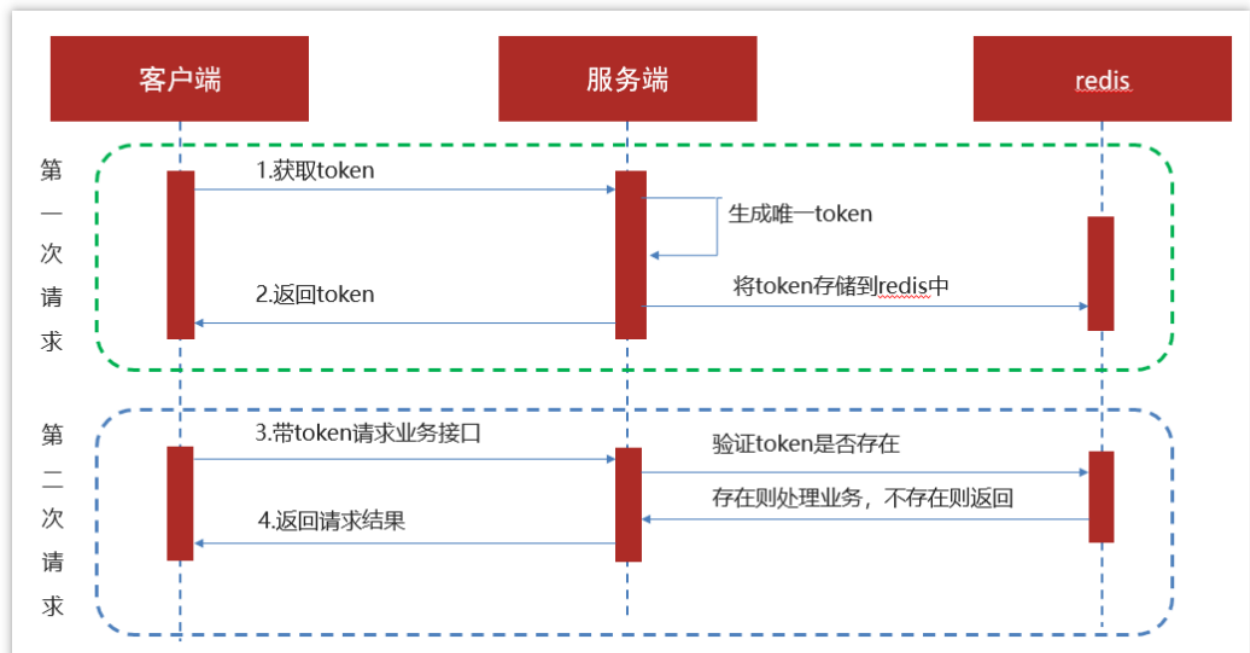 客户端
服务端
redis
第一次请求
1.获取token
生成唯一token
将token存储到redis中
2.返回token
第二次请求
3.带token请求业务接口
验证token是否存在
存在则处理业务，不存在则返回
4.返回请求结果